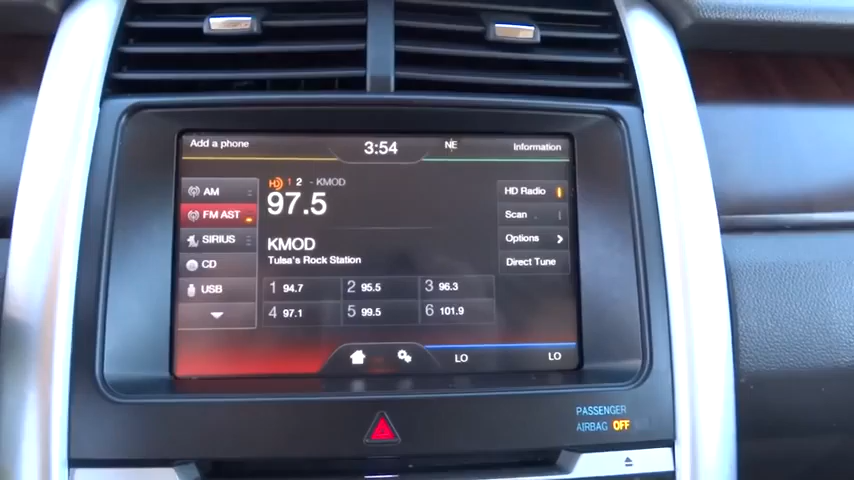 Add a phone
3:54
NE
Information
AM
FM AST
SIRIUS
CD
USB
HD 1 2 - KMOD
97.5
KMOD
Tulsa's Rock Station
1 94.7
2 95.5
3 96.3
4 97.1
5 99.5
6 101.9
HD Radio
Scan
Options
Direct Tune
LO
LO
PASSENGER
AIRBAG OFF